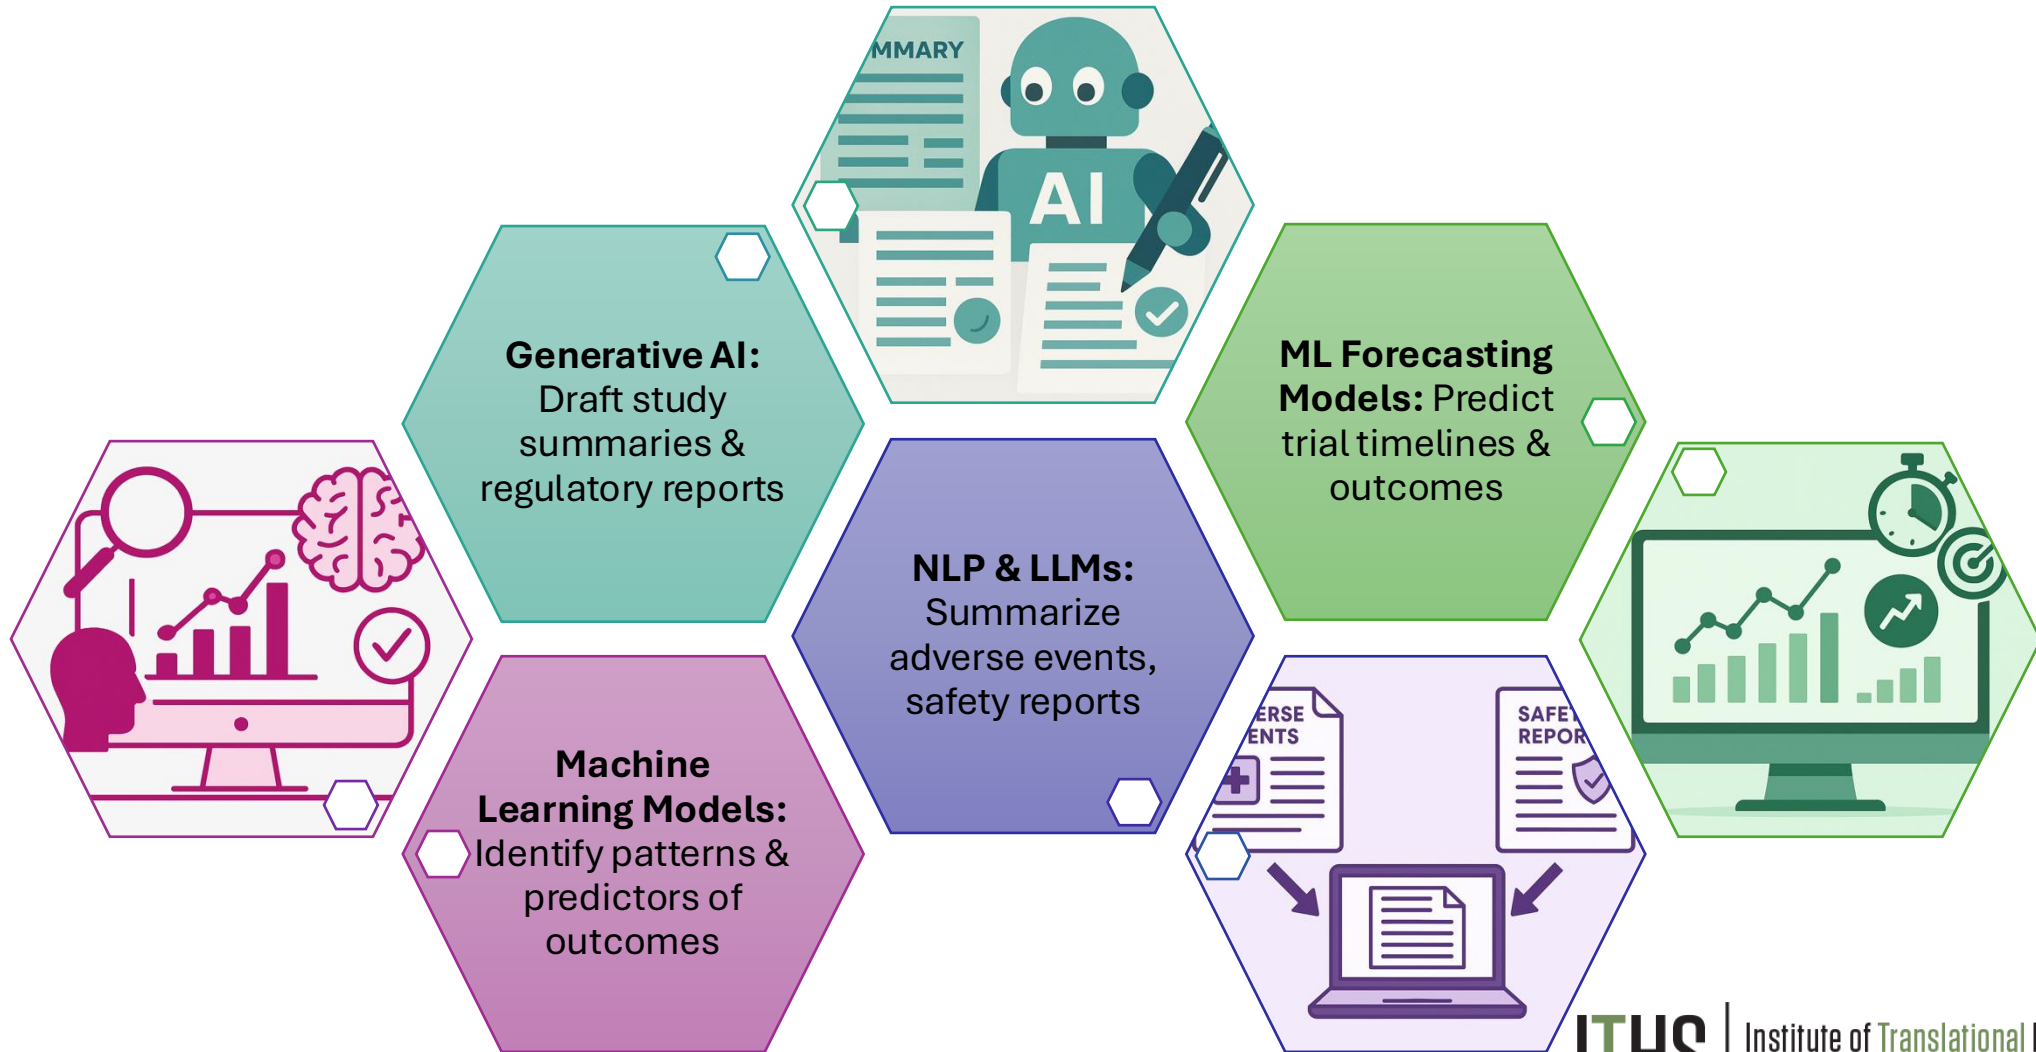 MMARY
AI
Generative AI:
Draft study
summaries &
regulatory reports
ML Forecasting
Models: Predict
trial timelines &
outcomes
NLP & LLMs:
Summarize
adverse events,
safety reports
Machine
Learning Models:
Identify patterns &
predictors of
outcomes
ERSE
ENTS
SAFET
REPOR
ITHS
Institute of Translational